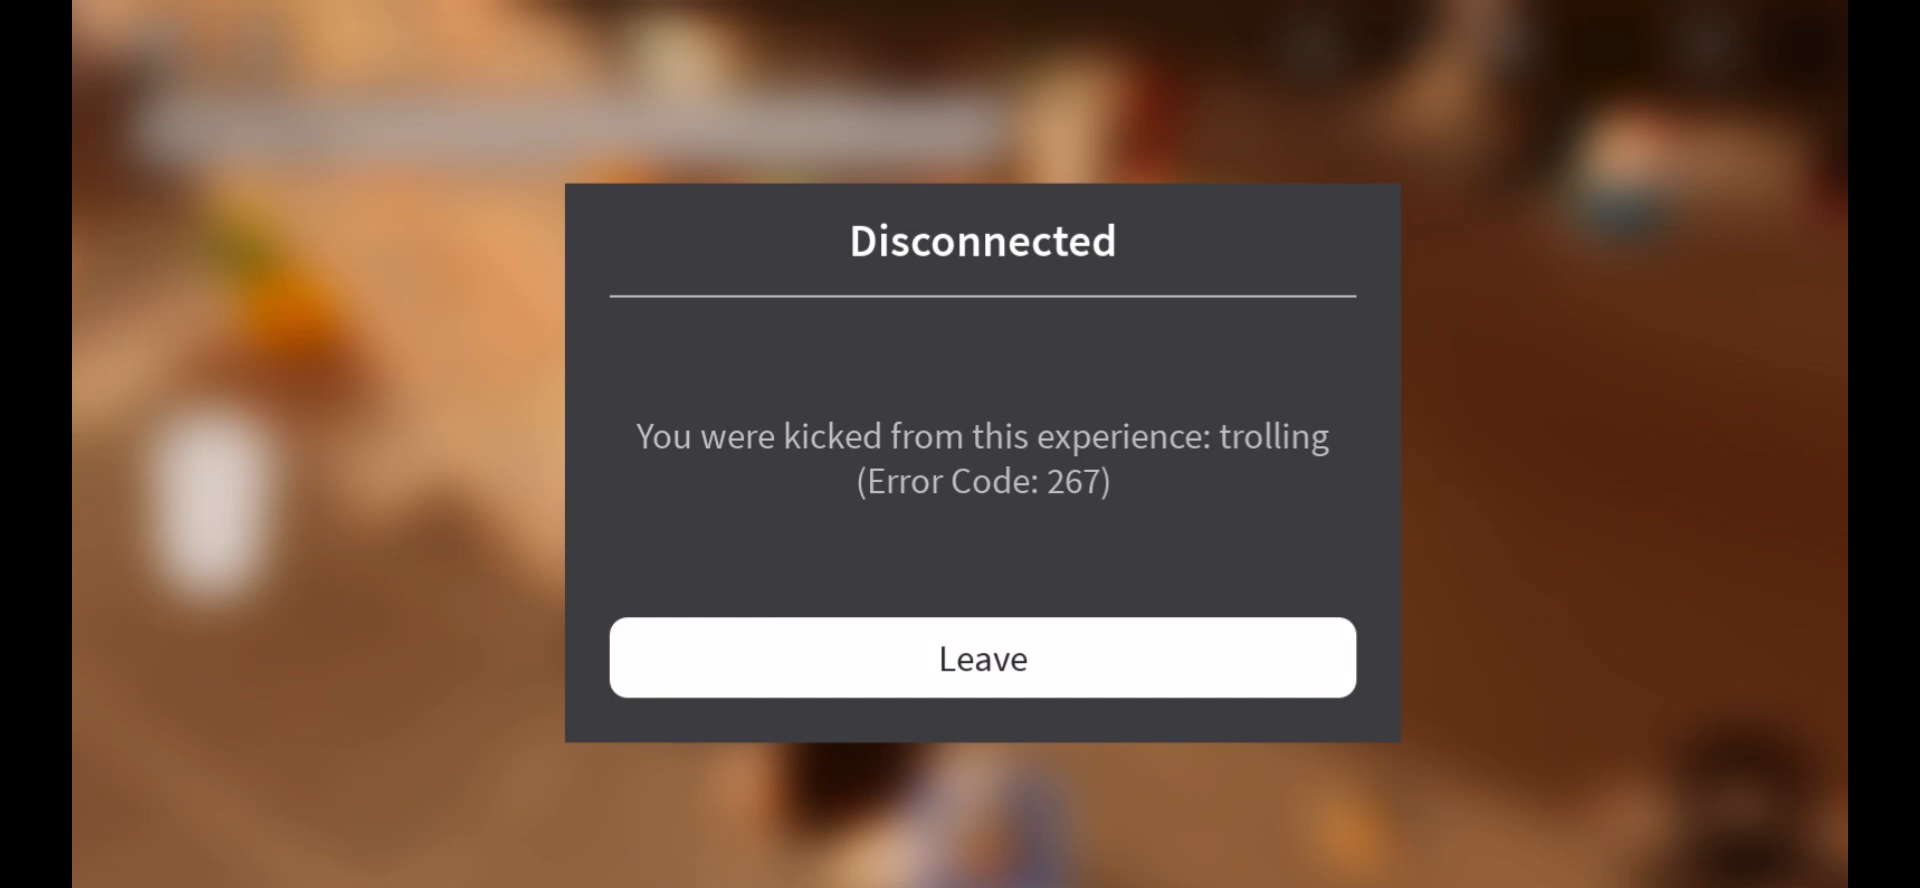 Disconnected
You were kicked from this experience: trolling
(Error Code: 267)
Leave